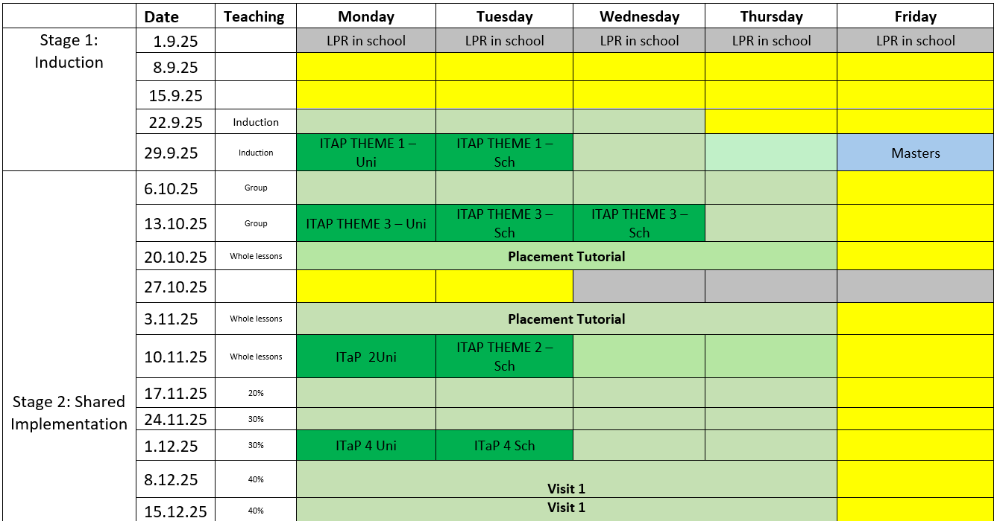 Date Teaching Monday Tuesday Wednesday Thursday Friday
Stage 1:
Induction
1.9.25 LPR in school LPR in school LPR in school LPR in school LPR in school
8.9.25
15.9.25
22.9.25 Induction
29.9.25 Induction ITAP THEME 1 –
Uni ITAP THEME 1 –
Sch Masters
Stage 2: Shared
Implementation
6.10.25 Group
13.10.25 Group ITAP THEME 3 – Uni ITAP THEME 3 –
Sch ITAP THEME 3 –
Sch
20.10.25 Whole lessons Placement Tutorial
27.10.25
3.11.25 Whole lessons Placement Tutorial
10.11.25 Whole lessons ITaP  2Uni ITAP THEME 2 –
Sch
17.11.25 20%
24.11.25 30%
1.12.25 30% ITaP 4 Uni ITaP 4 Sch
8.12.25 40% Visit 1
15.12.25 40% Visit 1